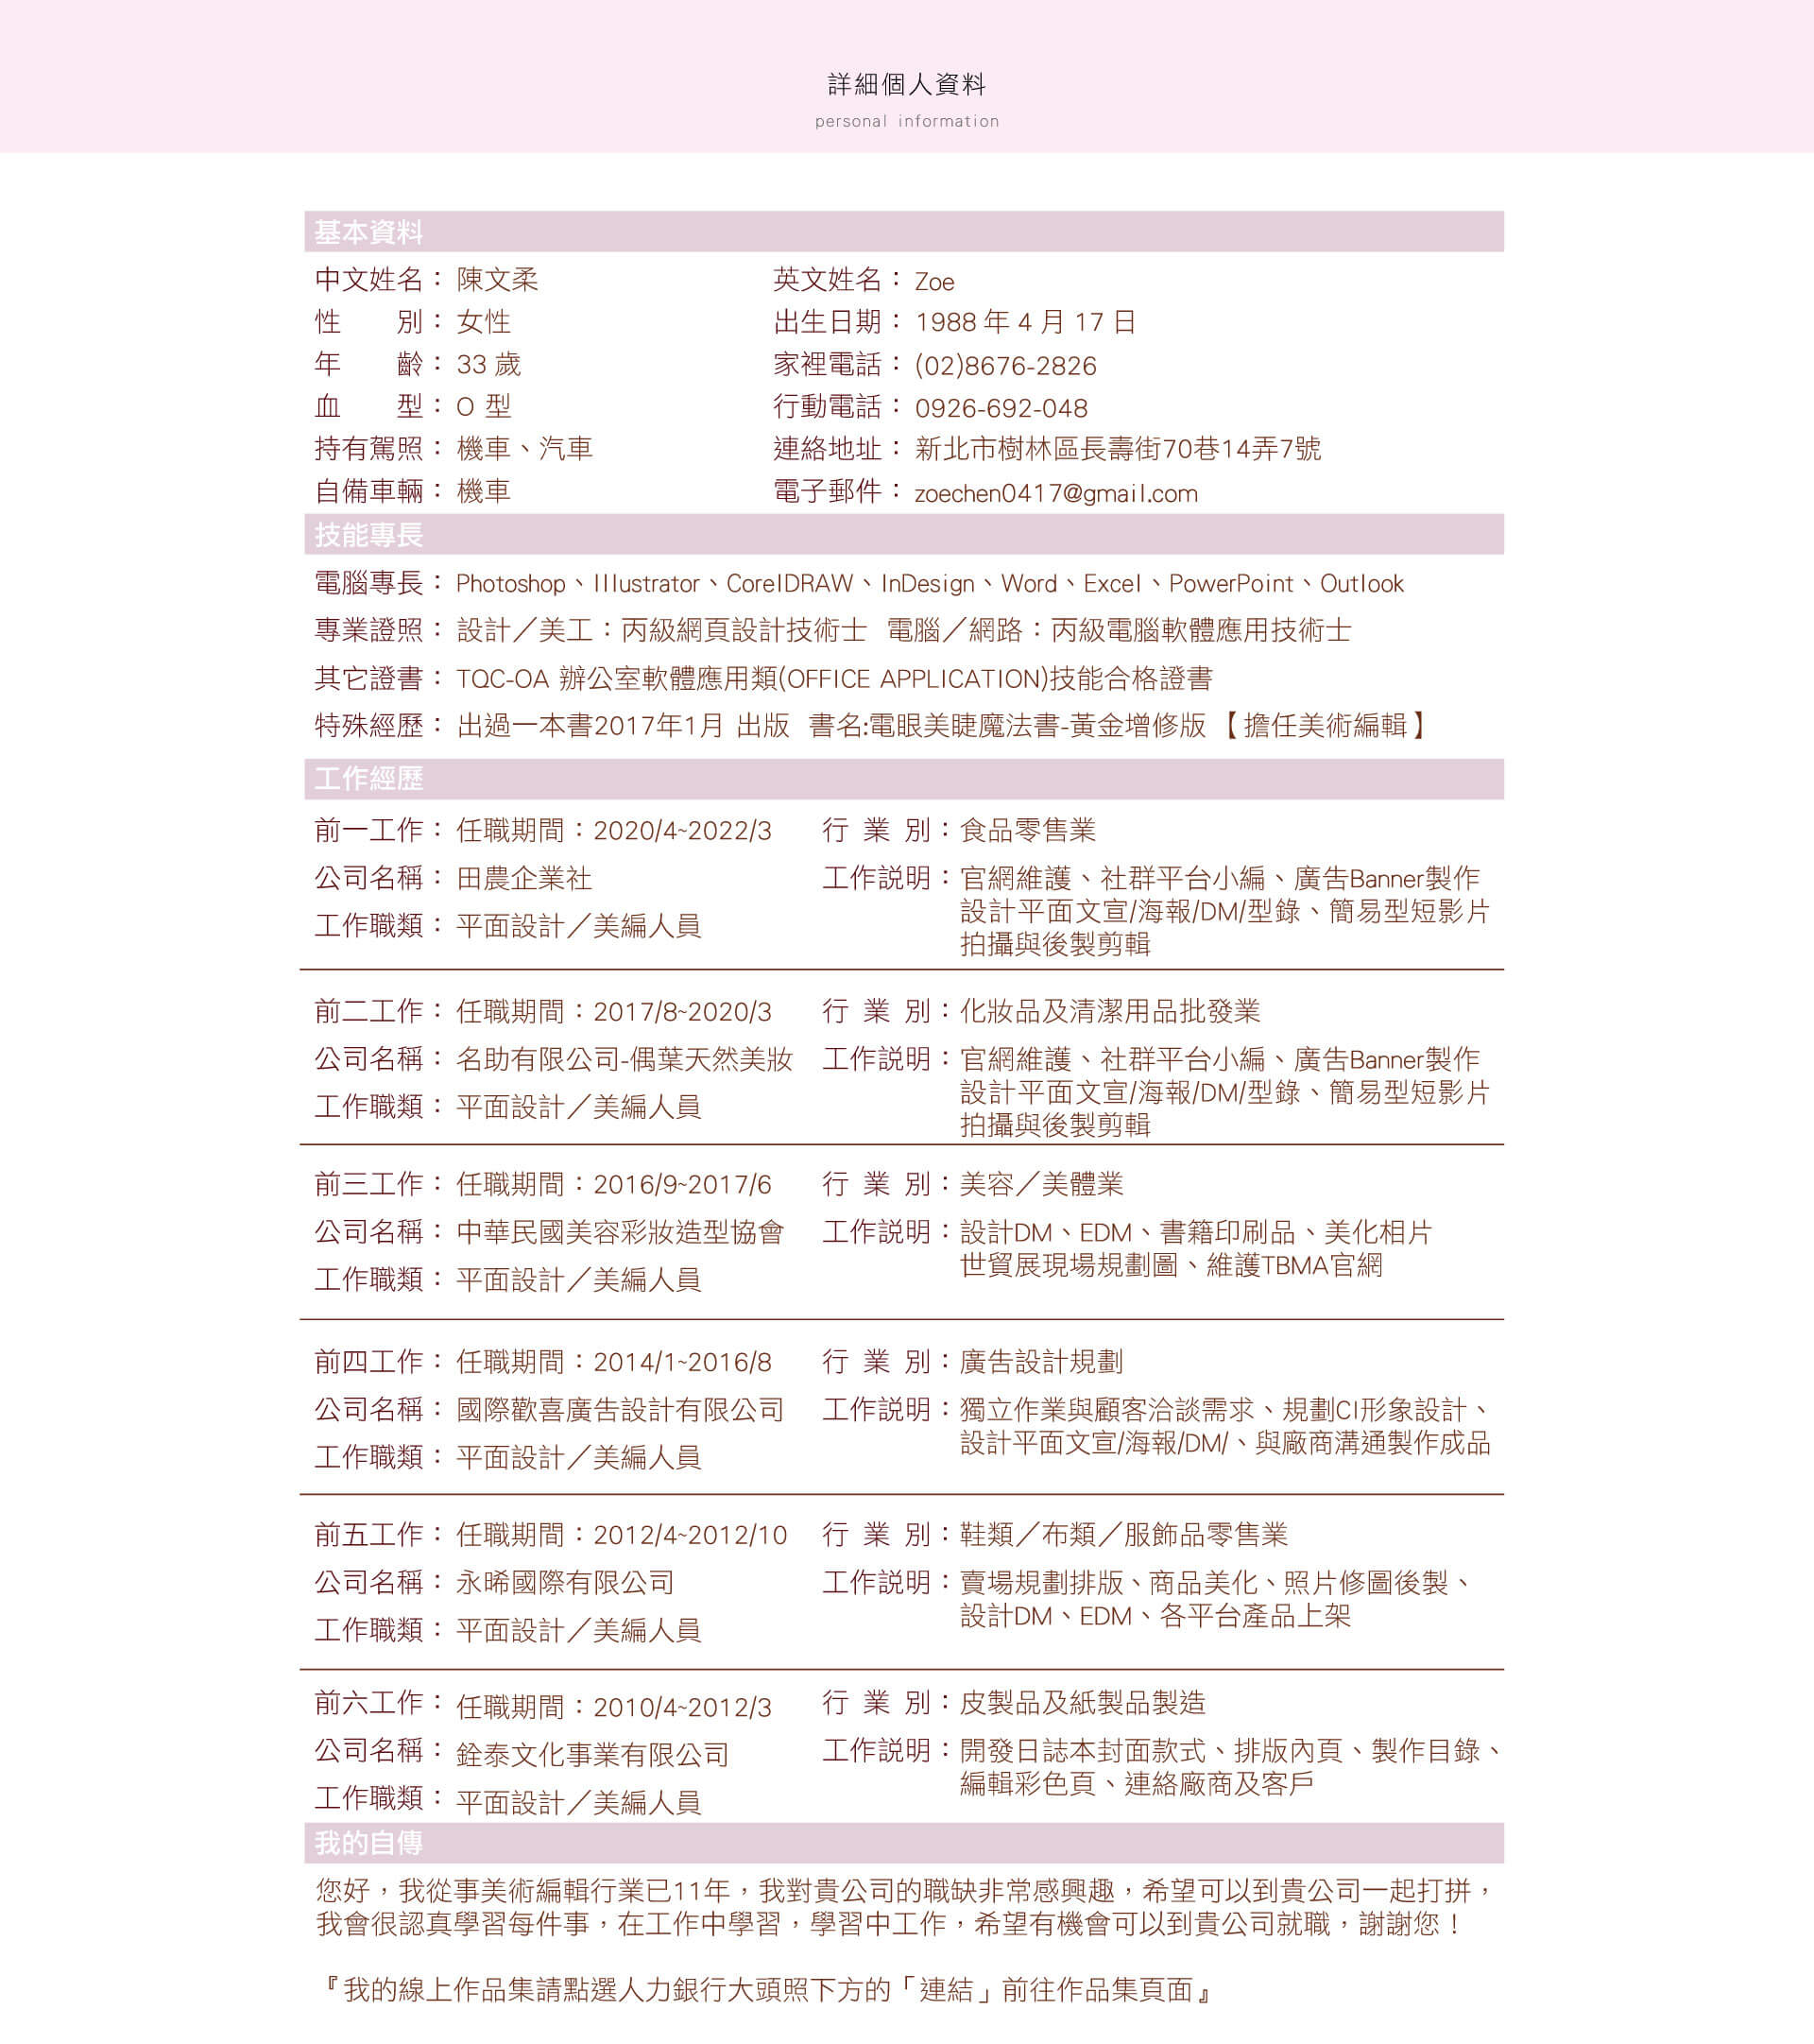 詳細個人資料
personal information
基本資料
中文姓名： 陳文柔 英文姓名： Zoe
性　　別： 女性 出生日期： 1988 年 4 月 17 日
年　　齡： 33 歲 家裡電話： (02)8676-2826
血　　型： O 型 行動電話： 0926-692-048
持有駕照： 機車、汽車 連絡地址： 新北市樹林區長壽街70巷14弄7號
自備車輛： 機車 電子郵件： zoechen0417@gmail.com
技能專長
電腦專長： Photoshop、Illustrator、CorelDRAW、InDesign、Word、Excel、PowerPoint、Outlook
專業證照： 設計／美工：丙級網頁設計技術士 電腦／網路：丙級電腦軟體應用技術士
其它證書： TQC-OA 辦公室軟體應用類(OFFICE APPLICATION)技能合格證書
特殊經歷： 出過一本書2017年1月 出版 書名:電眼美睫魔法書-黃金增修版 【擔任美術編輯】
工作經歷
前一工作： 任職期間：2020/4~2022/3 行 業 別：食品零售業
公司名稱： 田農企業社 工作説明：官網維護、社群平台小編、廣告Banner製作
設計平面文宣/海報/DM/型錄、簡易型短影片
工作職類： 平面設計／美編人員
拍攝與後製剪輯
前二工作： 任職期間：2017/8~2020/3 行 業 別：化妝品及清潔用品批發業
公司名稱： 名助有限公司-偶葉天然美妝 工作説明：官網維護、社群平台小編、廣告Banner製作
設計平面文宣/海報/DM/型錄、簡易型短影片
工作職類： 平面設計／美編人員
拍攝與後製剪輯
前三工作： 任職期間：2016/9~2017/6 行 業 別：美容／美體業
公司名稱： 中華民國美容彩妝造型協會 工作説明：設計DM、EDM、書籍印刷品、美化相片
世貿展現場規劃圖、維護TBMA官網
工作職類： 平面設計／美編人員
前四工作： 任職期間：2014/1~2016/8 行 業 別：廣告設計規劃
公司名稱： 國際歡喜廣告設計有限公司 工作説明：獨立作業與顧客洽談需求、規劃CI形象設計、
設計平面文宣/海報/DM/、與廠商溝通製作成品
工作職類： 平面設計／美編人員
前五工作： 任職期間：2012/4~2012/10 行 業 別：鞋類／布類／服飾品零售業
公司名稱： 永晞國際有限公司 工作説明：賣場規劃排版、商品美化、照片修圖後製、
設計DM、EDM、各平台產品上架
工作職類： 平面設計／美編人員
前六工作： 任職期間：2010/4~2012/3 行 業 別：皮製品及紙製品製造
公司名稱： 銓泰文化事業有限公司 工作説明：開發日誌本封面款式、排版內頁、製作目錄、
編輯彩色頁、連絡廠商及客戶
工作職類： 平面設計／美編人員
我的自傳
您好，我從事美術編輯行業已11年，我對貴公司的職缺非常感興趣，希望可以到貴公司一起打拼，
我會很認真學習每件事，在工作中學習，學習中工作，希望有機會可以到貴公司就職，謝謝您！
『我的線上作品集請點選人力銀行大頭照下方的「連結」前往作品集頁面』